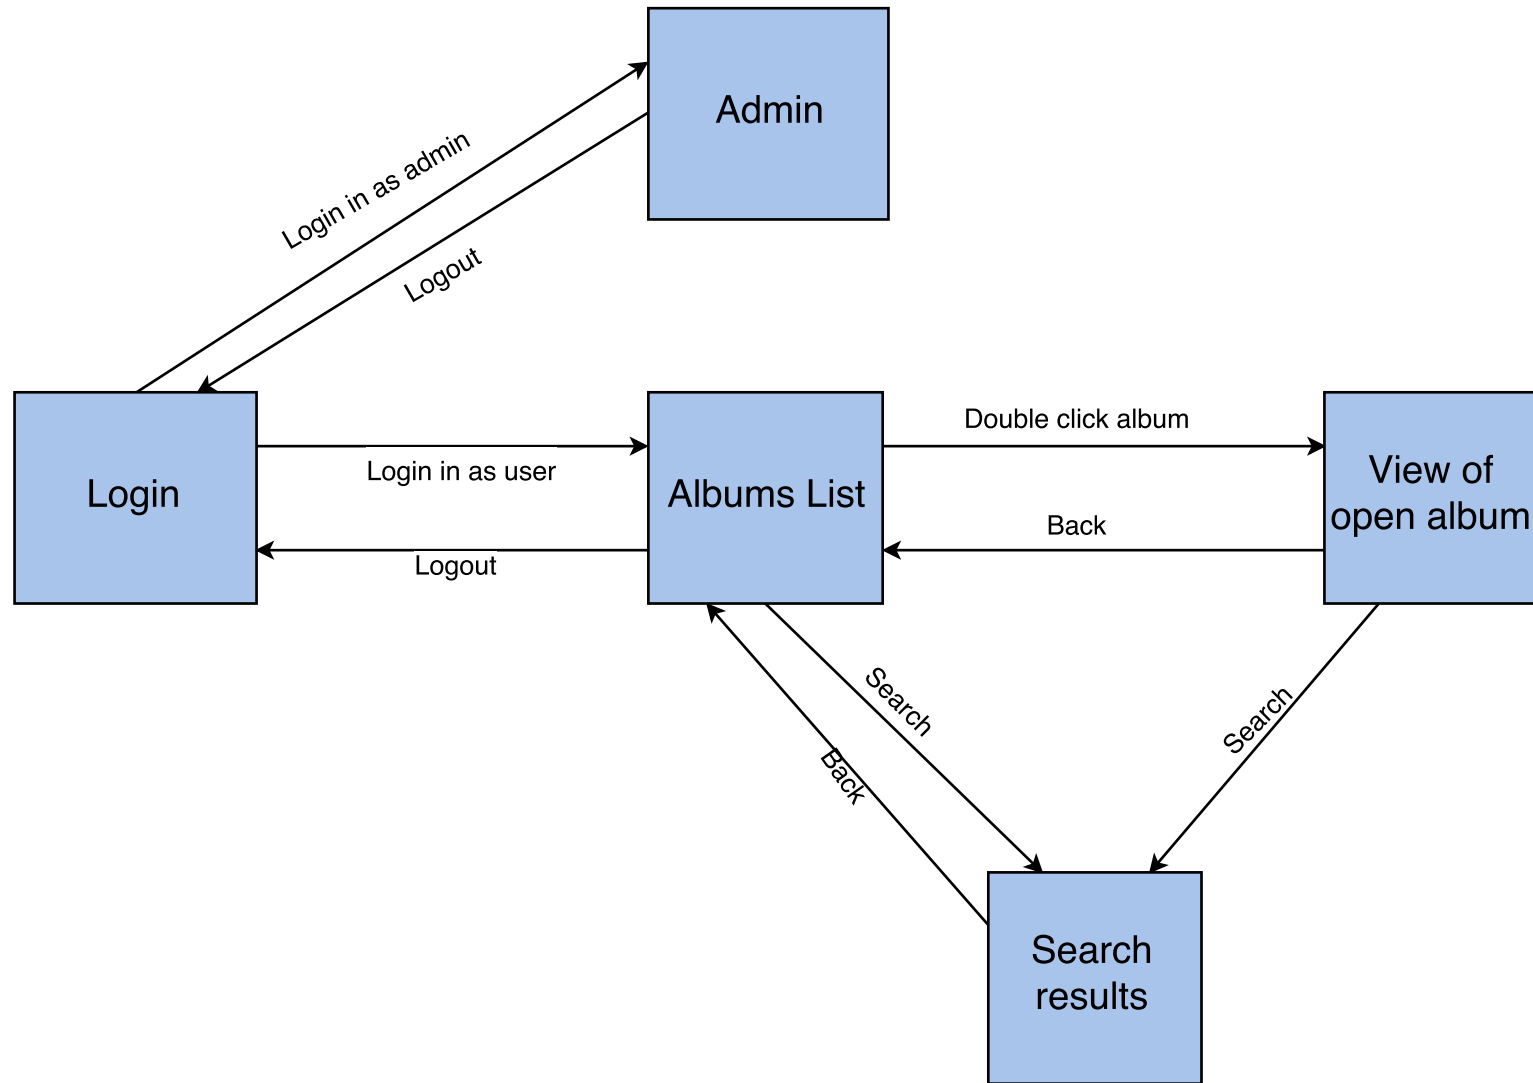 Admin
Login in as admin
Logout
Login
Login in as user
Logout
Albums List
Double click album
Back
View of
open album
Search
Back
Search
Search
results